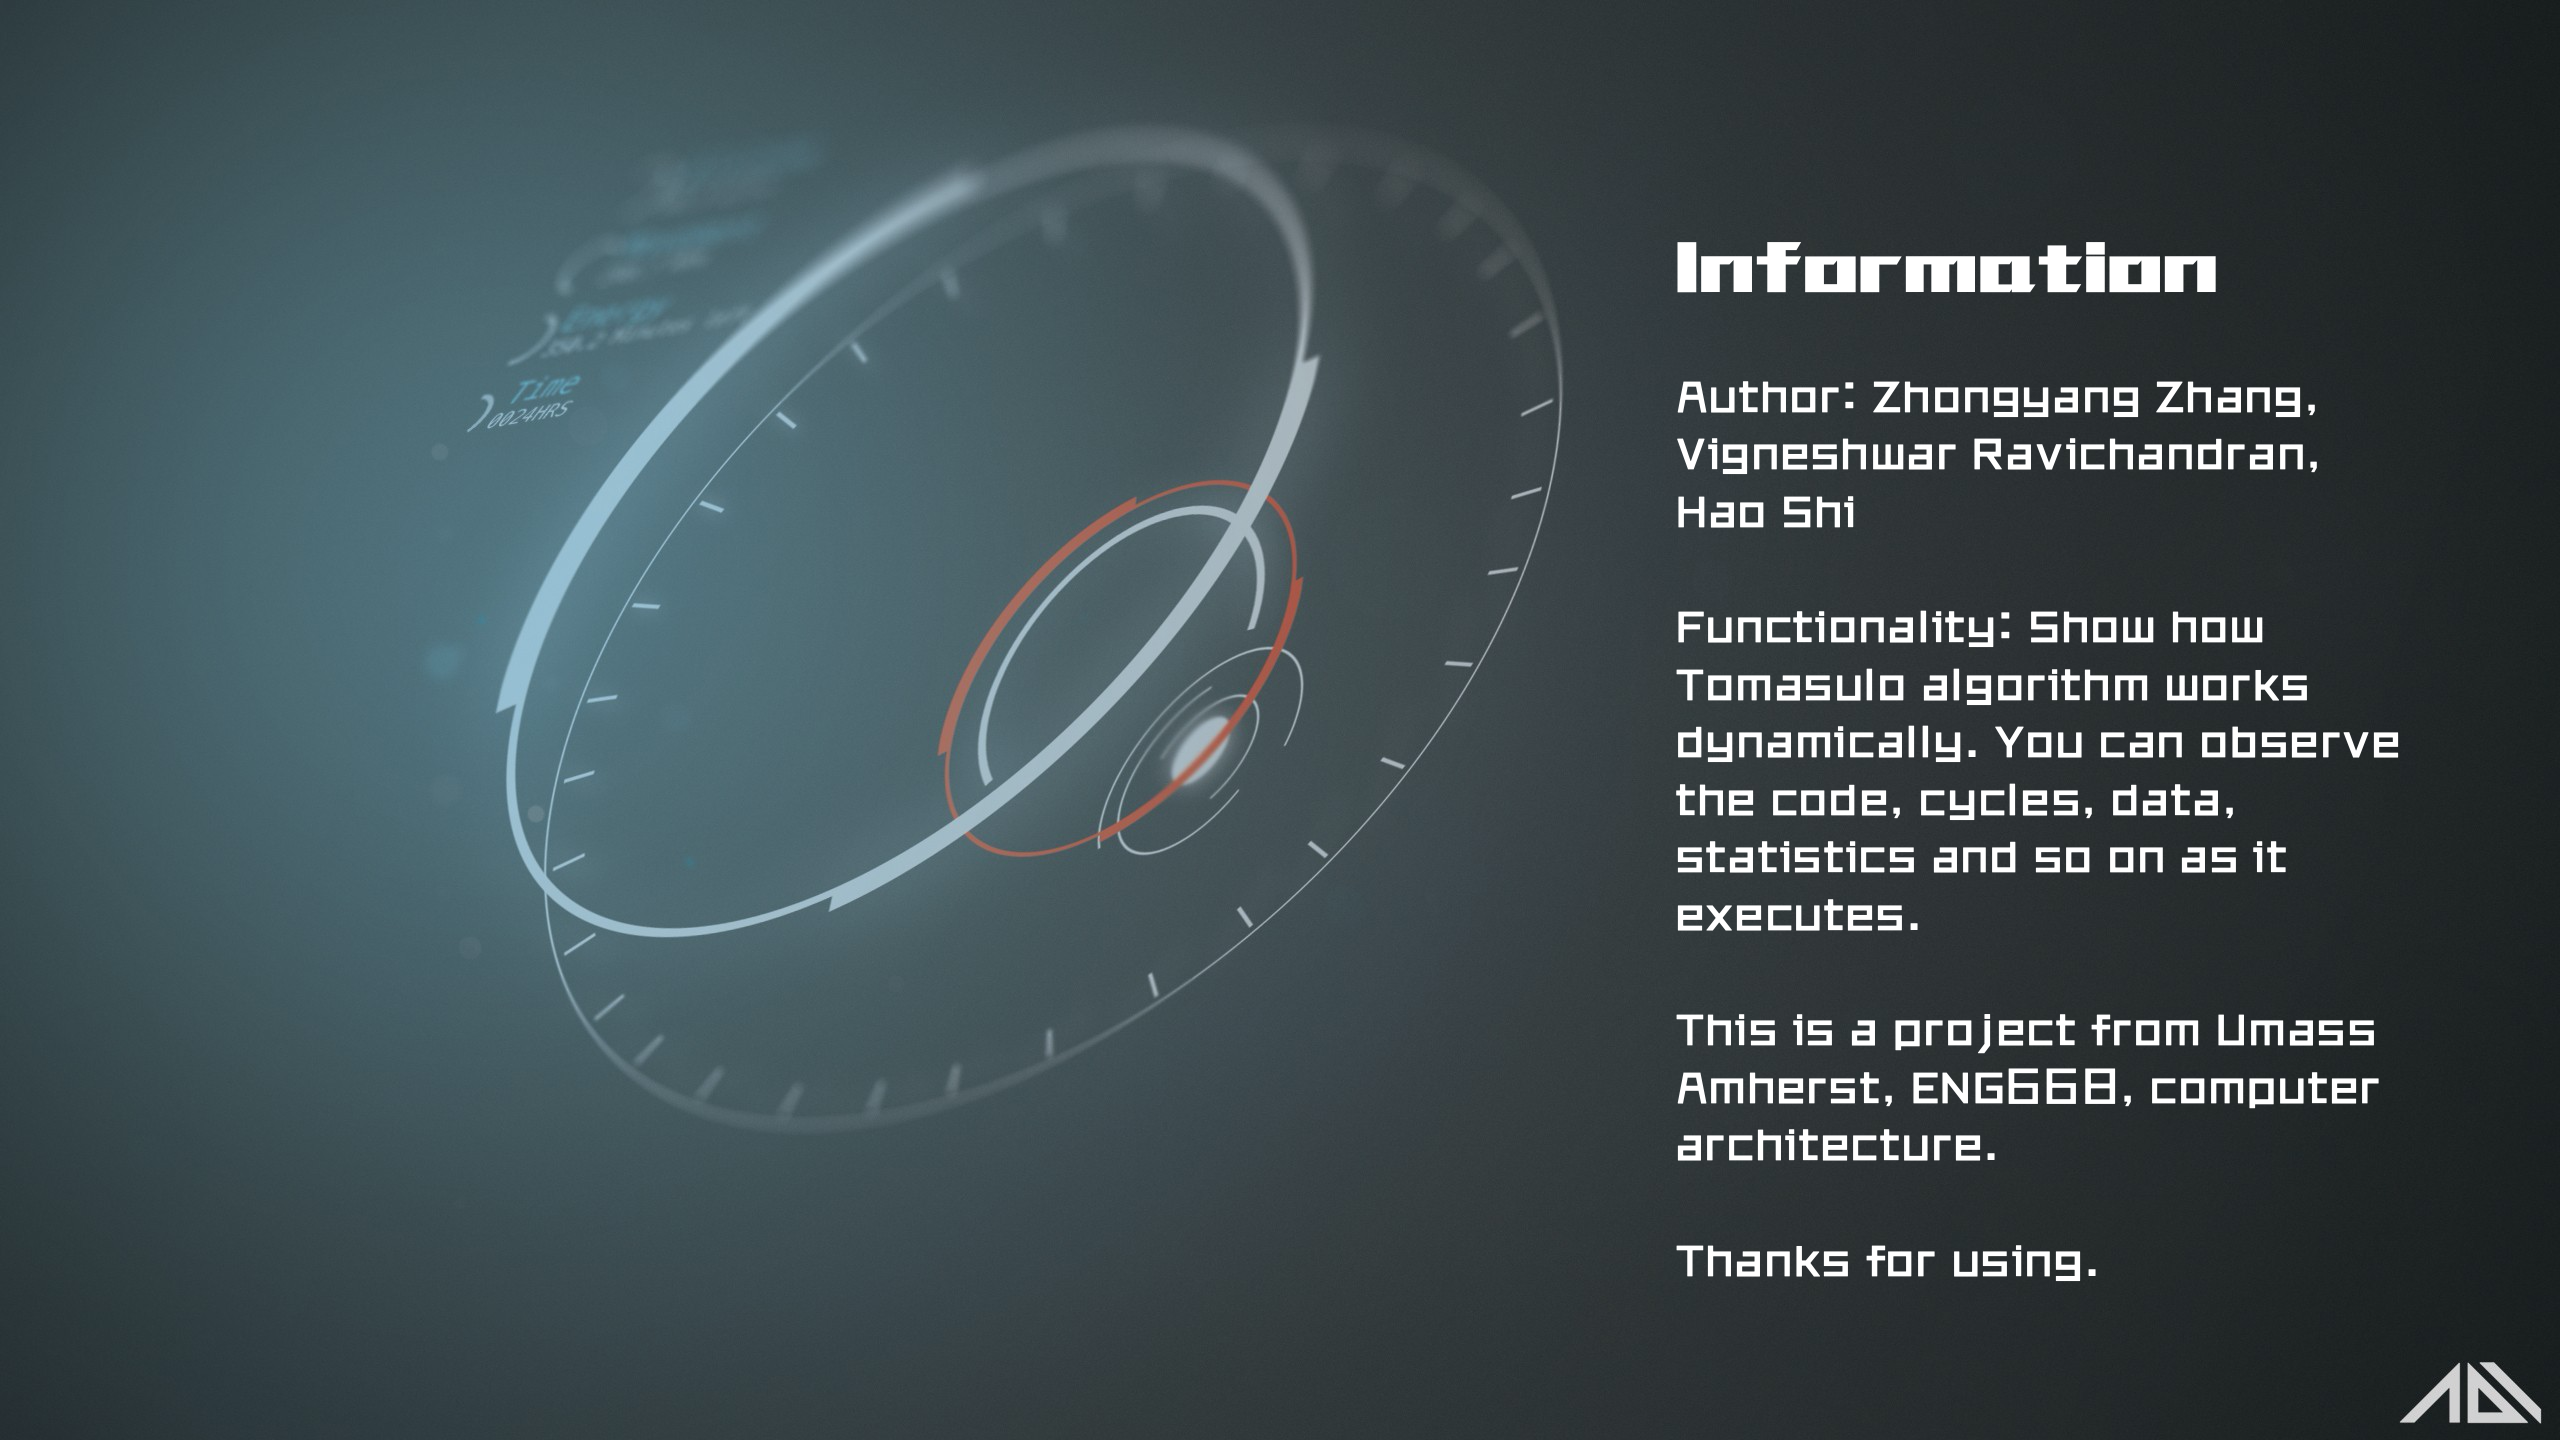 Energy
Time
0024HRS
Information
Author: Zhongyang Zhang,
Vigneshwar Ravichandran,
Hao Shi
Functionality: Show how
Tomasulo algorithm works
dynamically. You can observe
the code, cycles, data,
statistics and so on as it
executes.
This is a project from Umass
Amherst, ENG668, computer
architecture.
Thanks for using.